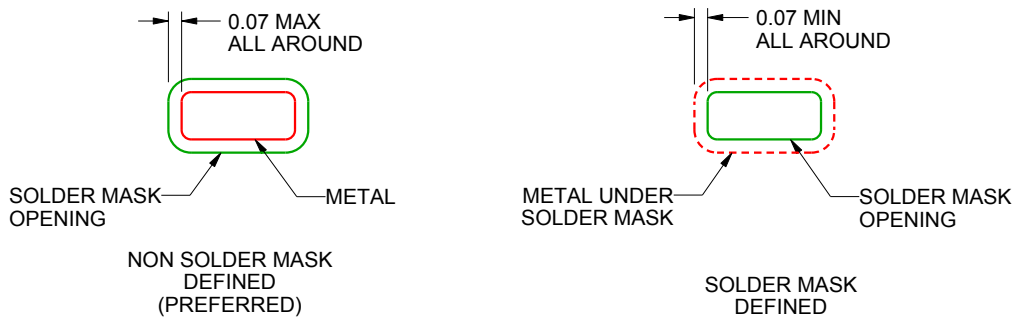 0.07 MAX
ALL AROUND
SOLDER MASK
OPENING
METAL
NON SOLDER MASK
DEFINED
(PREFERRED)
0.07 MIN
ALL AROUND
METAL UNDER
SOLDER MASK
SOLDER MASK
OPENING
SOLDER MASK
DEFINED